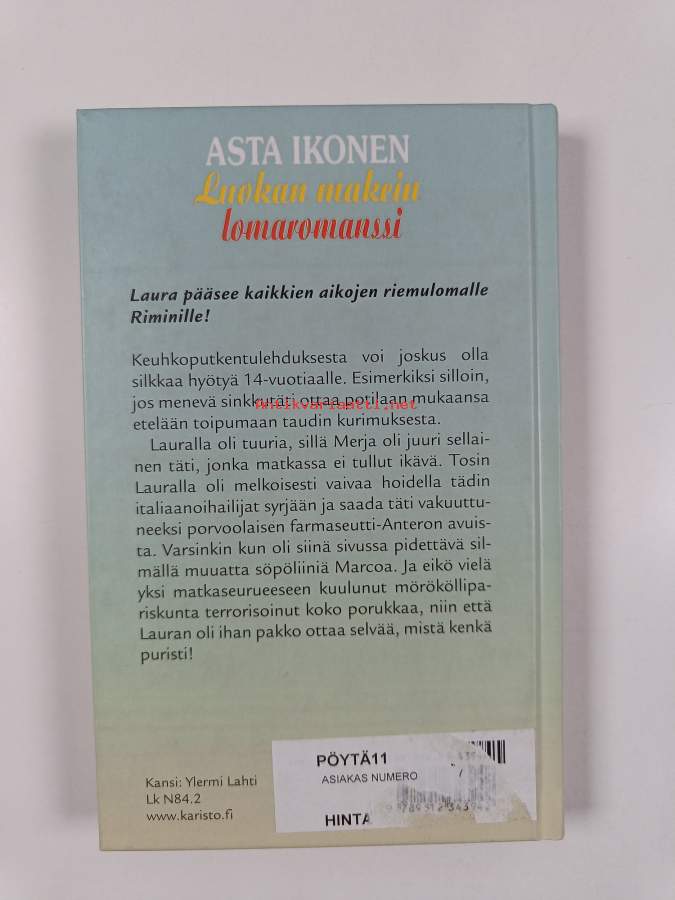 ASTA IKONEN
Luokan makein
lomaromanssi
Laura pääsee kaikkien aikojen riemulomalle
Riminille!
Keuhkoputkentulehduksesta voi joskus olla
silkkaa hyötyä 14-vuotiaalle. Esimerkiksi silloin,
jos menevä sinkkutäti ottaa potilaan mukaansa
Antikvariaatti.net
etelään toipumaan taudin kurimuksesta.
Lauralla oli tuuria, sillä Merja oli juuri sellai-
nen täti, jonka matkassa ei tullut ikävä. Tosin
Lauralla oli melkoisesti vaivaa hoidella tädin
italiaanoihailijat syrjään ja saada täti vakuuttu-
neeksi porvoolaisen farmaseutti-Anteron avuis-
ta. Varsinkin kun oli siinä sivussa pidettävä sil-
mällä muuatta söpöliiniä Marcoa. Ja eikö vielä
yksi matkaseurueeseen kuulunut mörököllipa-
riskunta terrorisoinut koko porukkaa, niin että
Lauran oli ihan pakko ottaa selvää, mistä kenkä
puristi!
Kansi: Ylermi Lahti
Lk N84.2
www.karisto.fi
PÖYTÄ11
ASIAKAS NUMERO
HINTA